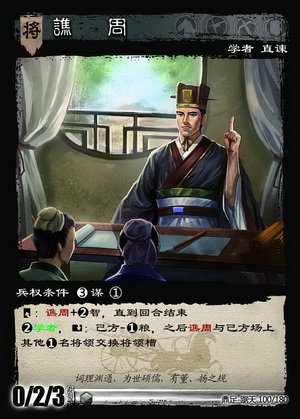 将 譙 周
学者 直谏
兵权条件 ③谋 ①
：谯周+②智，直到回合结束
②学者，：己方-①粮，之后谯周与己方场上
其他①名将领交换将领槽
词理渊通，为世硕儒，有董、扬之规
0/2/3
100/180